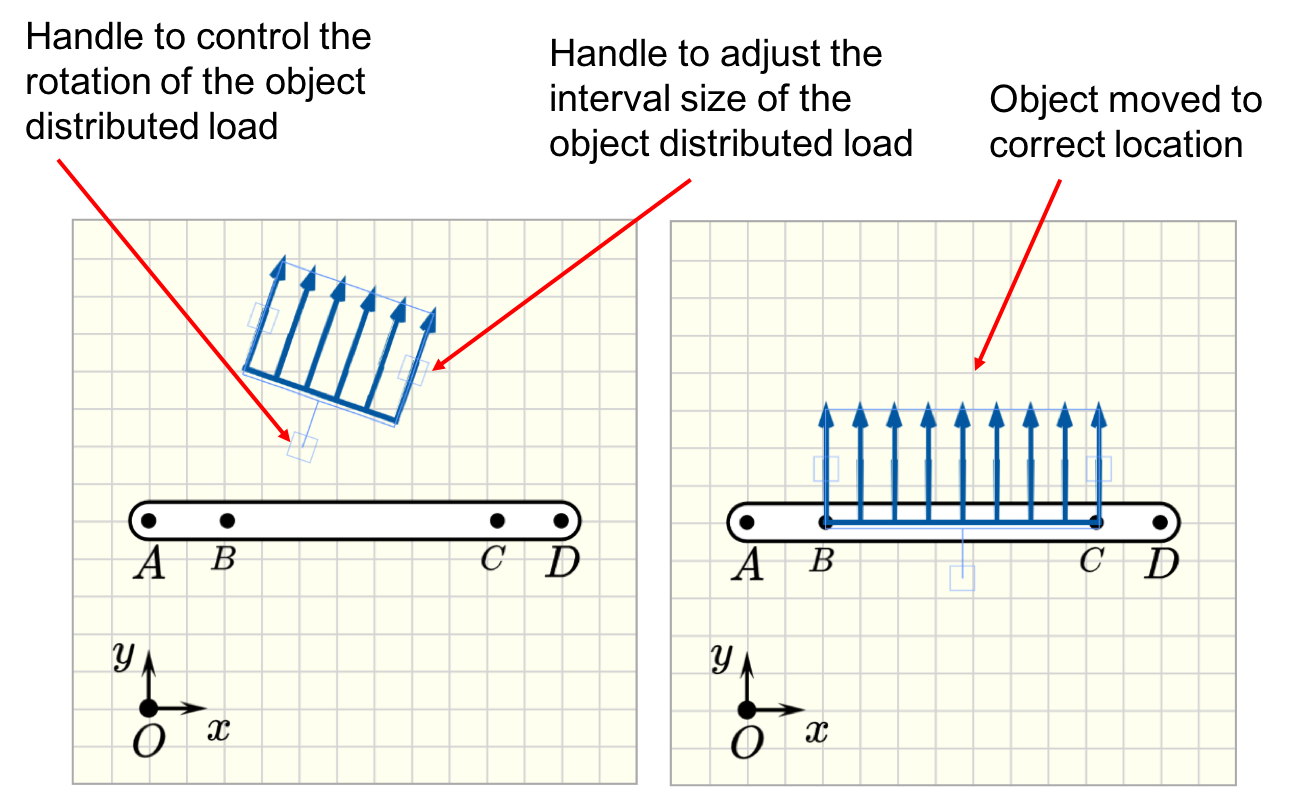 Handle to control the
rotation of the object
distributed load
Handle to adjust the
interval size of the
object distributed load
Object moved to
correct location
A B C D
y
x
O
A B C D
y
x
O